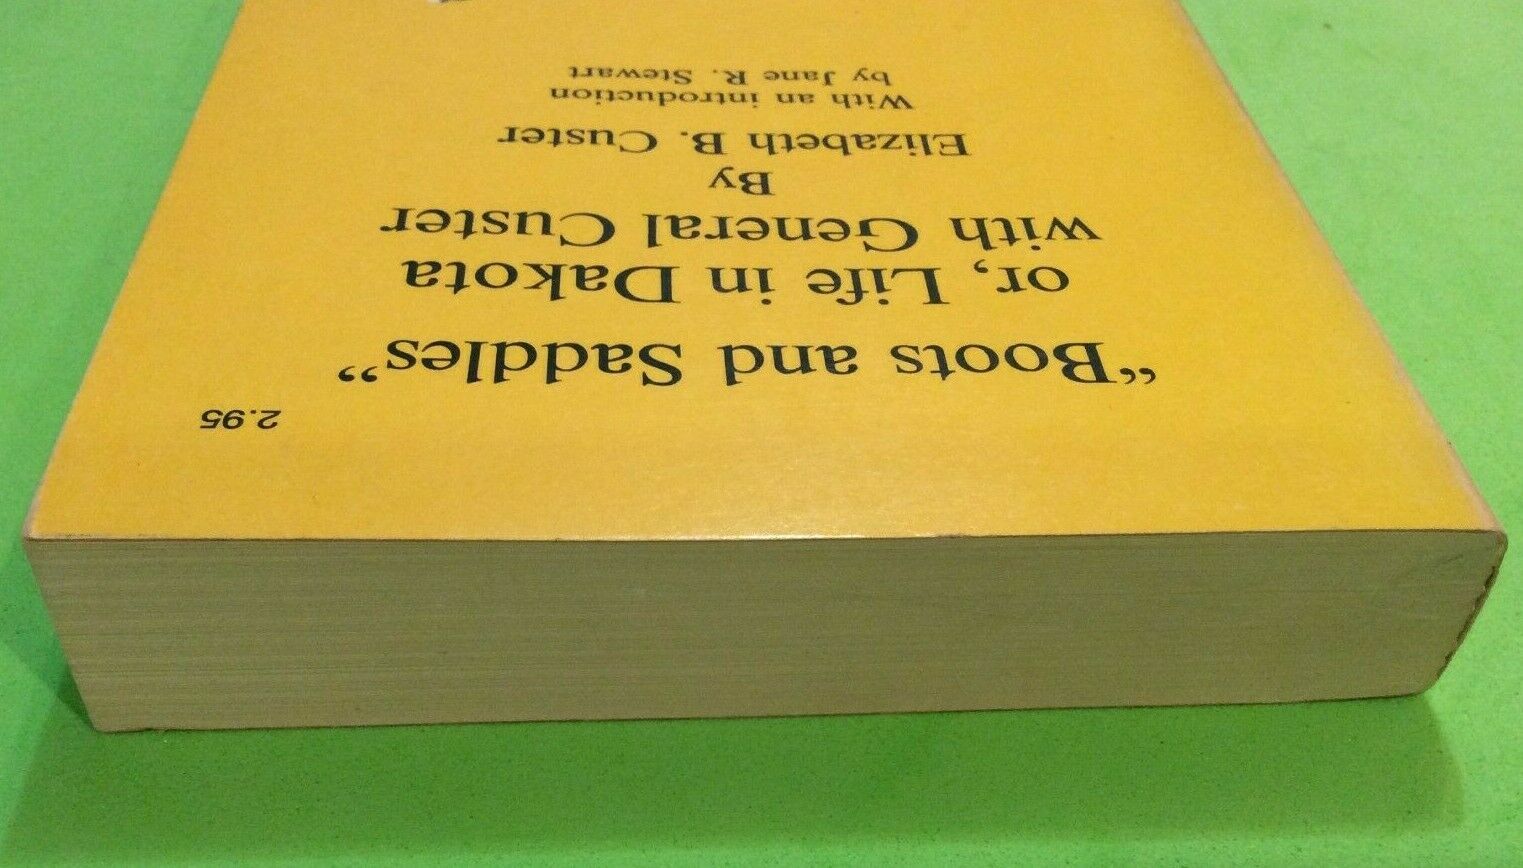 2.95
“Boots and Saddles”
or, Life in Dakota
with General Custer
By
Elizabeth B. Custer
With an introduction
by Jane R. Stewart